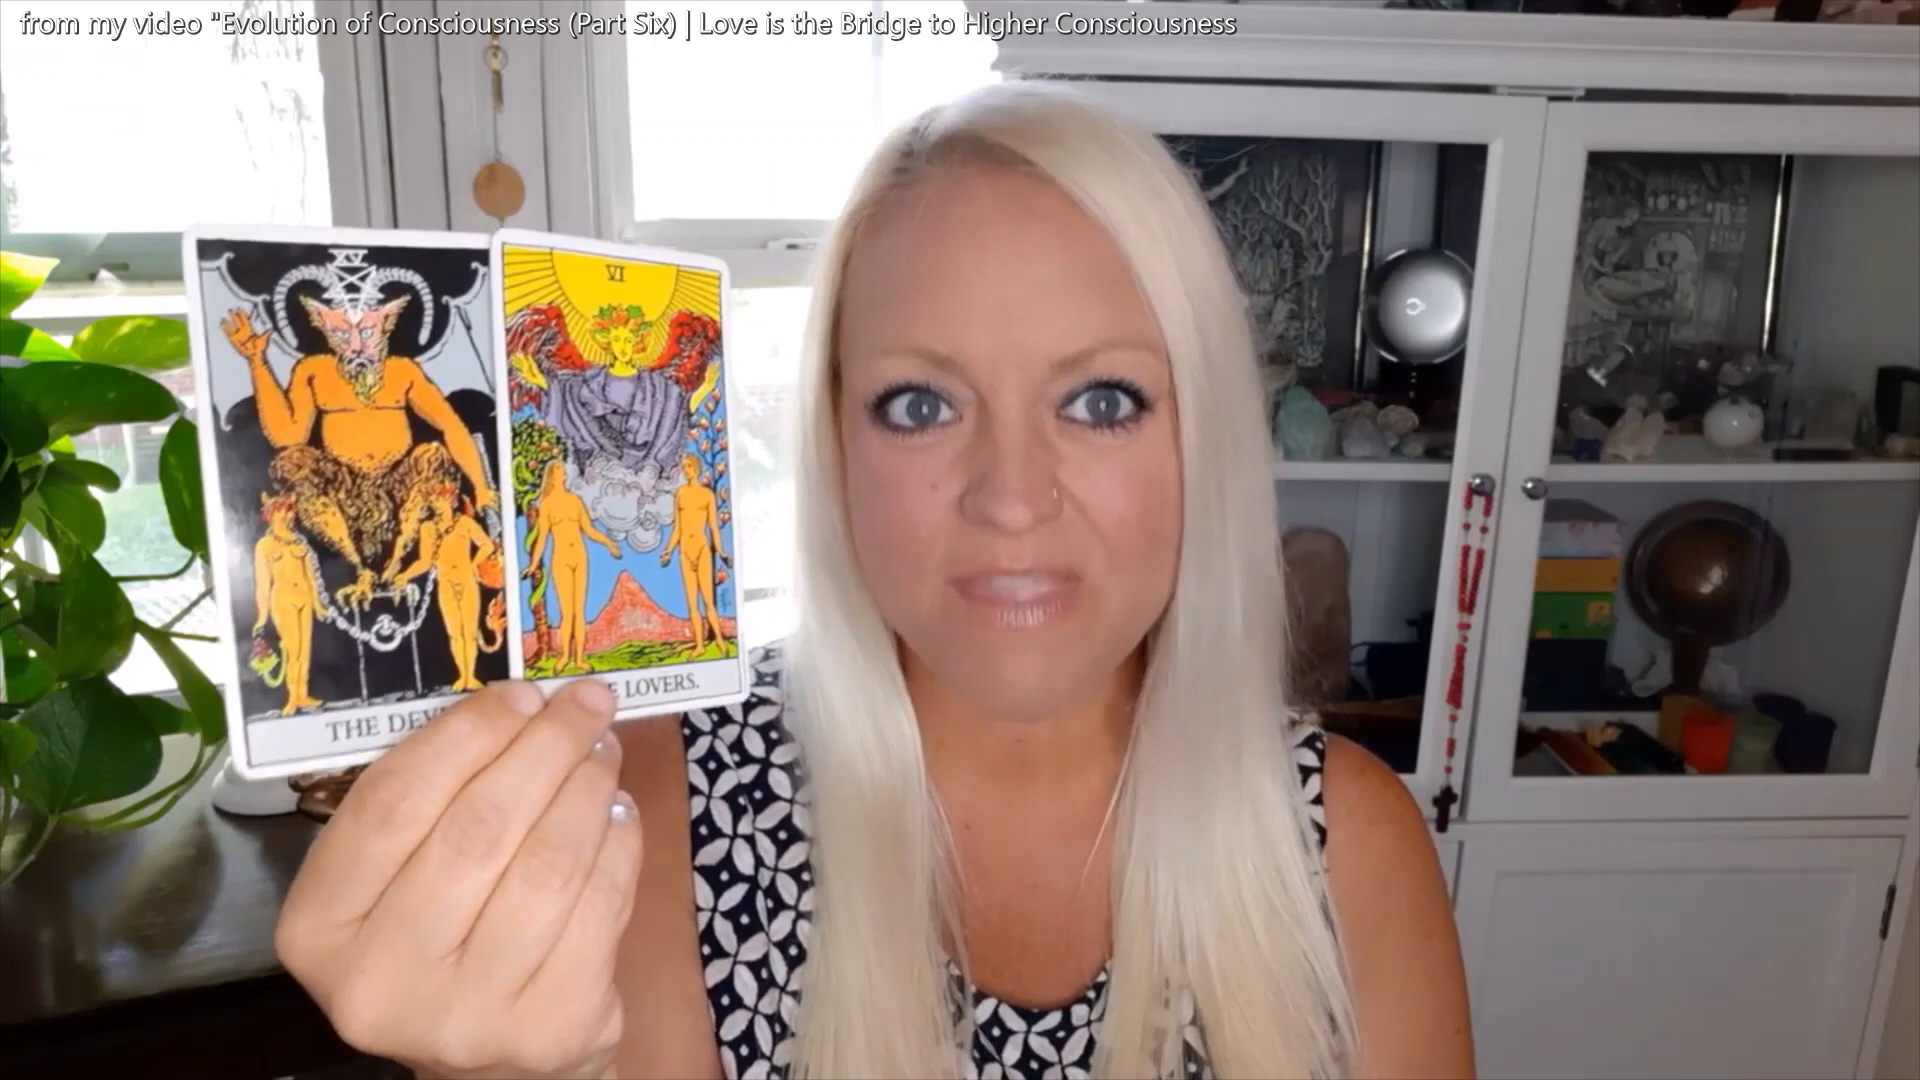 from my video "Evolution of Consciousness (Part Six) | Love is the Bridge to Higher Consciousness
XV
VI
THE DEV
E LOVERS.